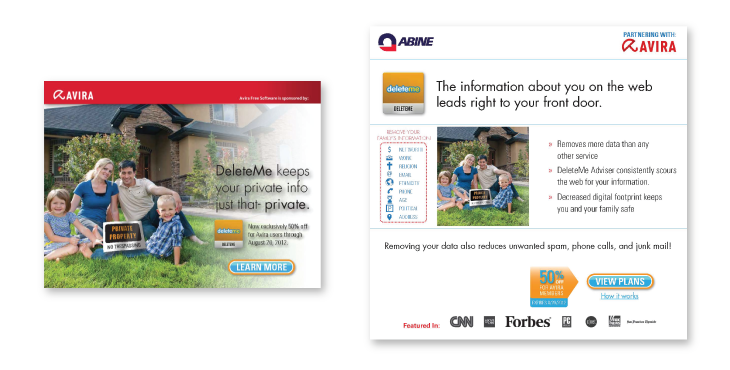 AVIRA
Avira Free Software is sponsored by:
DeleteMe keeps
your private info
just that- private.
deleteme
DELETEME
Now exclusively 50% off
for Avira users through
August 28, 2012.
PRIVATE
PROPERTY
NO TRESPASSING
LEARN MORE
ABINE
PARTNERING WITH:
AVIRA
deleteme
DELETEME
The information about you on the web
leads right to your front door.
REMOVE YOUR
FAMILY'S INFORMATION
NET WORTH
WORK
RELIGION
EMAIL
ETHNICITY
PHONE
AGE
POLITICAL
ADDRESS
PRIVATE
PROPERTY
» Removes more data than any
other service
» DeleteMe Adviser consistently scours
the web for your information.
» Decreased digital footprint keeps
you and your family safe
Removing your data also reduces unwanted spam, phone calls, and junk mail!
50%
OFF
FOR AVIRA
MEMBERS
VIEW PLANS
How it works
Featured In:
CNN
Forbes
PC